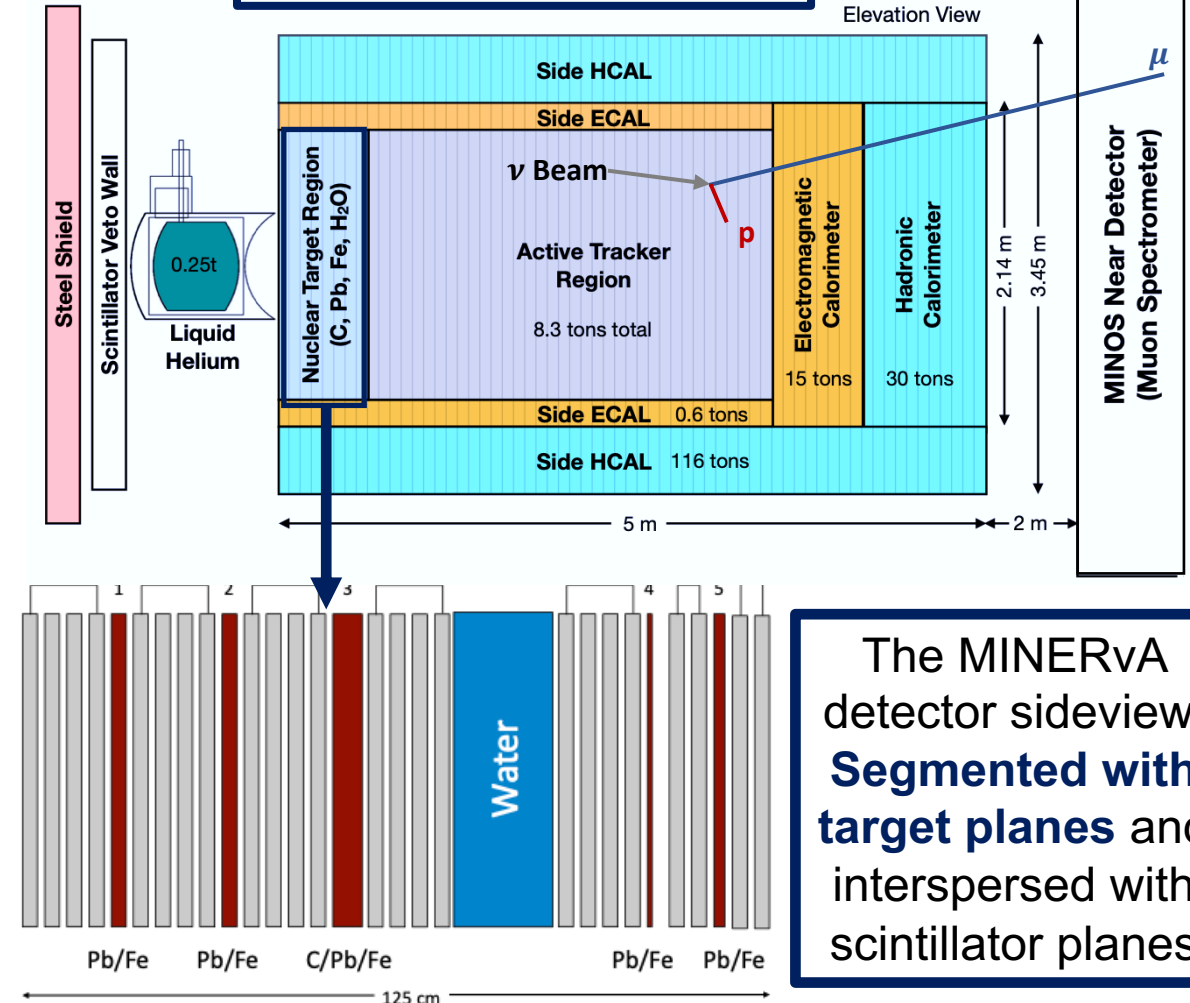 Elevation View
Side HCAL
μ
Side ECAL
ν Beam
p
Steel Shield
Scintillator Veto Wall
0.25t
Liquid
Helium
Nuclear Target Region
(C, Pb, Fe, H₂O)
Active Tracker
Region
8.3 tons total
Electromagnetic
Calorimeter
15 tons
Hadronic
Calorimeter
30 tons
2.14 m
3.45 m
MINOS Near Detector
(Muon Spectrometer)
Side ECAL 0.6 tons
Side HCAL 116 tons
5 m
2 m
1 2 3 4 5
Water
Pb/Fe Pb/Fe C/Pb/Fe Pb/Fe Pb/Fe
125 cm
The MINERvA
detector sideview
Segmented with
target planes and
interspersed with
scintillator planes